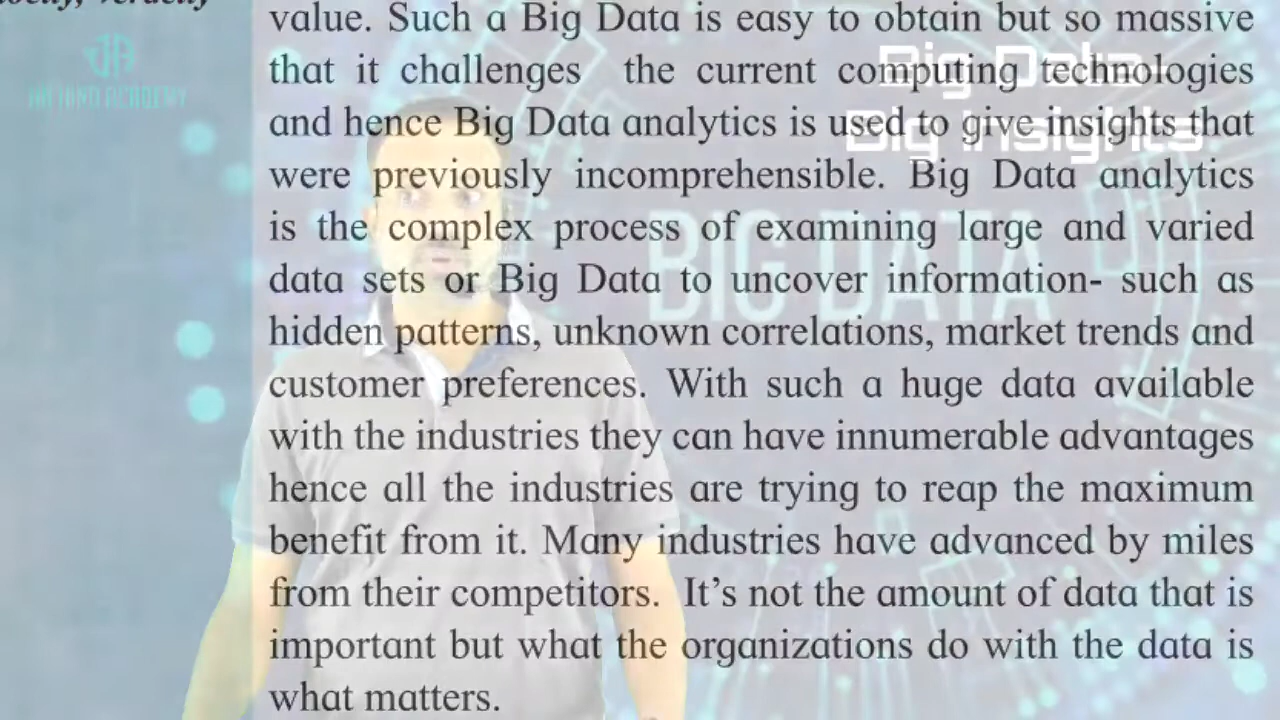 value. Such a Big Data is easy to obtain but so massive
that it challenges the current computing technologies
and hence Big Data analytics is used to give insights that
were previously incomprehensible. Big Data analytics
is the complex process of examining large and varied
data sets or Big Data to uncover information- such as
hidden patterns, unknown correlations, market trends and
customer preferences. With such a huge data available
with the industries they can have innumerable advantages
hence all the industries are trying to reap the maximum
benefit from it. Many industries have advanced by miles
from their competitors. It's not the amount of data that is
important but what the organizations do with the data is
what matters.
Big Data
Big Insights
BIG DATA